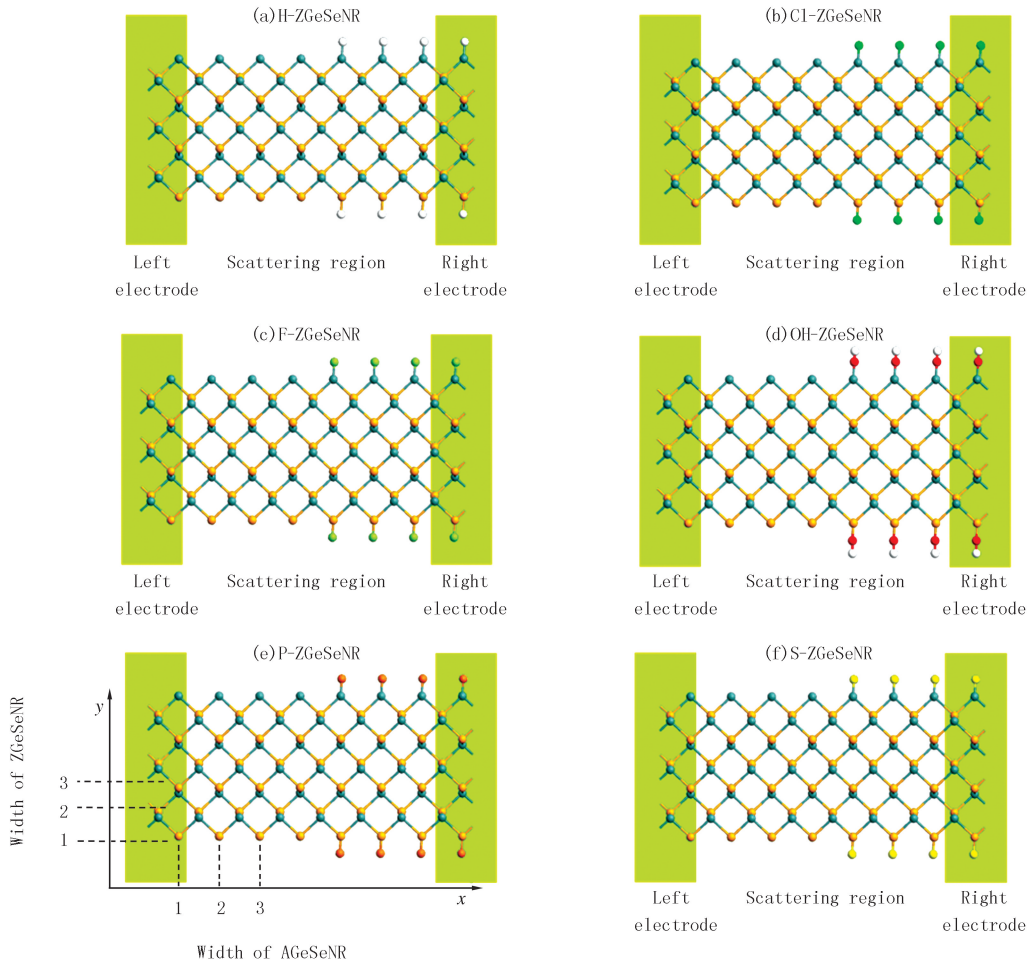 (a)H-ZGeSeNR
(b)Cl-ZGeSeNR
Left
electrode
Scattering region
Right
electrode
Left
electrode
Scattering region
Right
electrode
(c)F-ZGeSeNR
(d)OH-ZGeSeNR
Left
electrode
Scattering region
Right
electrode
Left
electrode
Scattering region
Right
electrode
(e)P-ZGeSeNR
(f)S-ZGeSeNR
Width of ZGeSeNR
y
3
2
1
1 2 3
x
Width of AGeSeNR
Left
electrode
Scattering region
Right
electrode